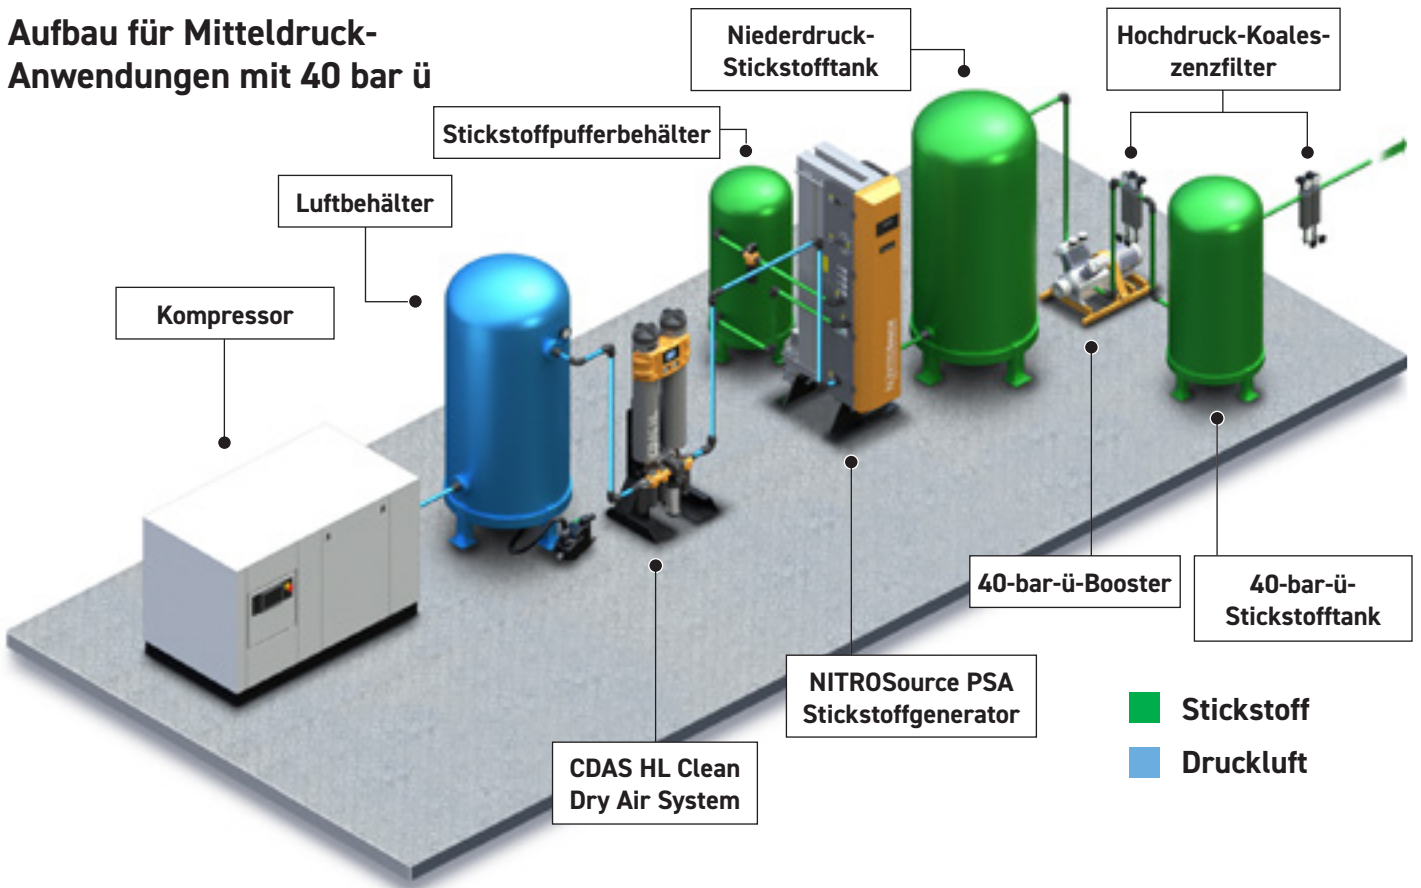 Aufbau für Mitteldruck-
Anwendungen mit 40 bar ü
Niederdruck-
Stickstofftank
Hochdruck-Koales-
zenzfilter
Stickstoffpufferbehälter
Luftbehälter
Kompressor
40-bar-ü-Booster
40-bar-ü-
Stickstofftank
NITROSource PSA
Stickstoffgenerator
CDAS HL Clean
Dry Air System
Stickstoff
Druckluft